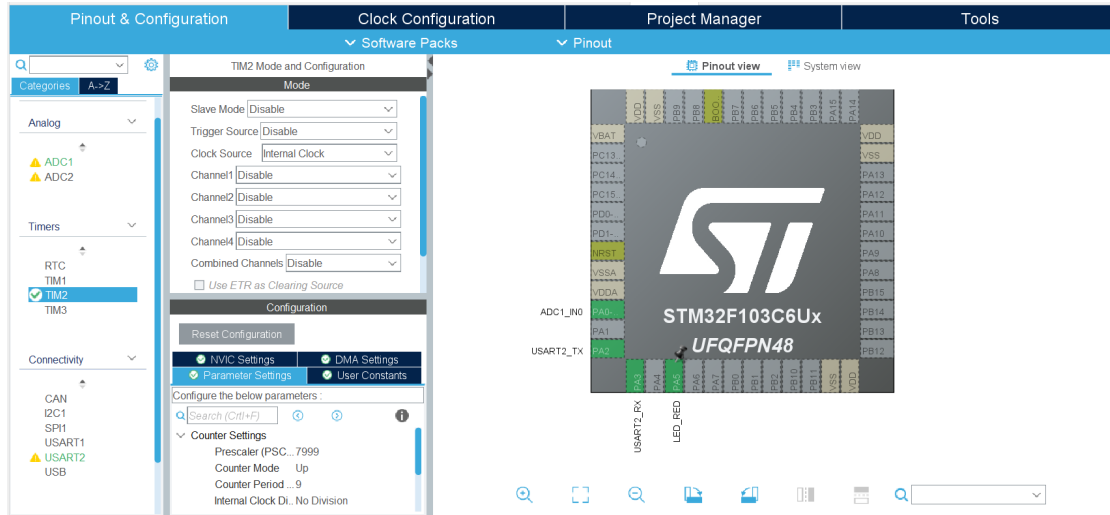 Pinout & Configuration
Clock Configuration
Project Manager
Tools
Software Packs
Pinout
Categories
A->Z
Analog
ADC1
ADC2
Timers
RTC
TIM1
TIM2
TIM3
Connectivity
CAN
I2C1
SPI1
USART1
USART2
USB
TIM2 Mode and Configuration
Mode
Slave Mode Disable
Trigger Source Disable
Clock Source Internal Clock
Channel1 Disable
Channel2 Disable
Channel3 Disable
Channel4 Disable
Combined Channels Disable
Use ETR as Clearing Source
Configuration
Reset Configuration
NVIC Settings
DMA Settings
Parameter Settings
User Constants
Configure the below parameters :
Search (Crtl+F)
Counter Settings
Prescaler (PSC... 7999
Counter Mode Up
Counter Period ... 9
Internal Clock Di.. No Division
Pinout view
System view
VDD
VSS
PB9
PB8
BOO..
PB7
PB6
PB5
PB4
PB3
PA15
PA14
VBAT
PC13..
PC14..
PC15..
PD0-
PD1-
NRST
VSSA
VDDA
ADC1_IN0
PA0-
PA1
USART2_TX
PA2
VDD
VSS
PA13
PA12
PA11
PA10
PA9
PA8
PB15
PB14
PB13
PB12
ST
STM32F103C6Ux
UFQFPN48
PA3
PA4
PA5
PA6
PA7
PB0
PB1
PB2
PB10
PB11
VSS
VDD
USART2_RX
LED_RED